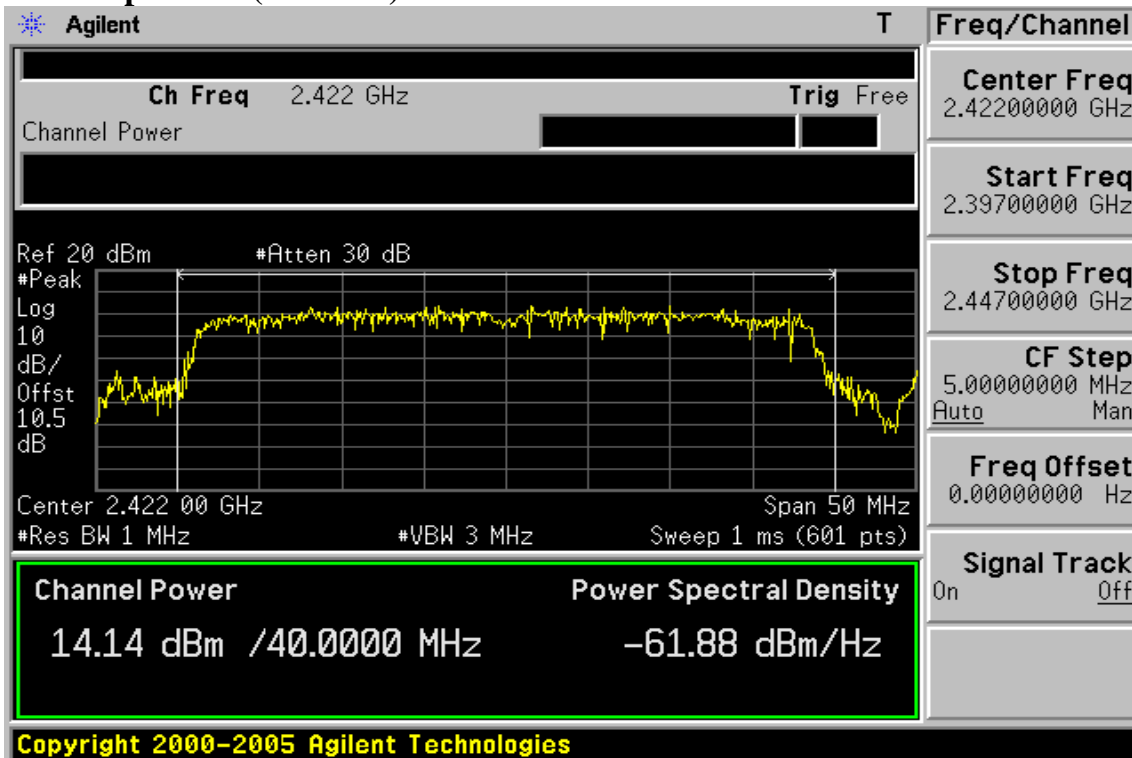 Agilent T
Freq/Channel
Ch Freq 2.422 GHz Trig Free
Channel Power
Center Freq
2.42200000 GHz
Start Freq
2.39700000 GHz
Stop Freq
2.44700000 GHz
CF Step
5.00000000 MHz
Auto Man
Freq Offset
0.00000000 Hz
Signal Track
On Off
Ref 20 dBm #Atten 30 dB
#Peak
Log
10
dB/
Offst
10.5
dB
Center 2.422 00 GHz Span 50 MHz
#Res BW 1 MHz #VBW 3 MHz Sweep 1 ms (601 pts)
Channel Power Power Spectral Density
14.14 dBm /40.0000 MHz -61.88 dBm/Hz
Copyright 2000-2005 Agilent Technologies